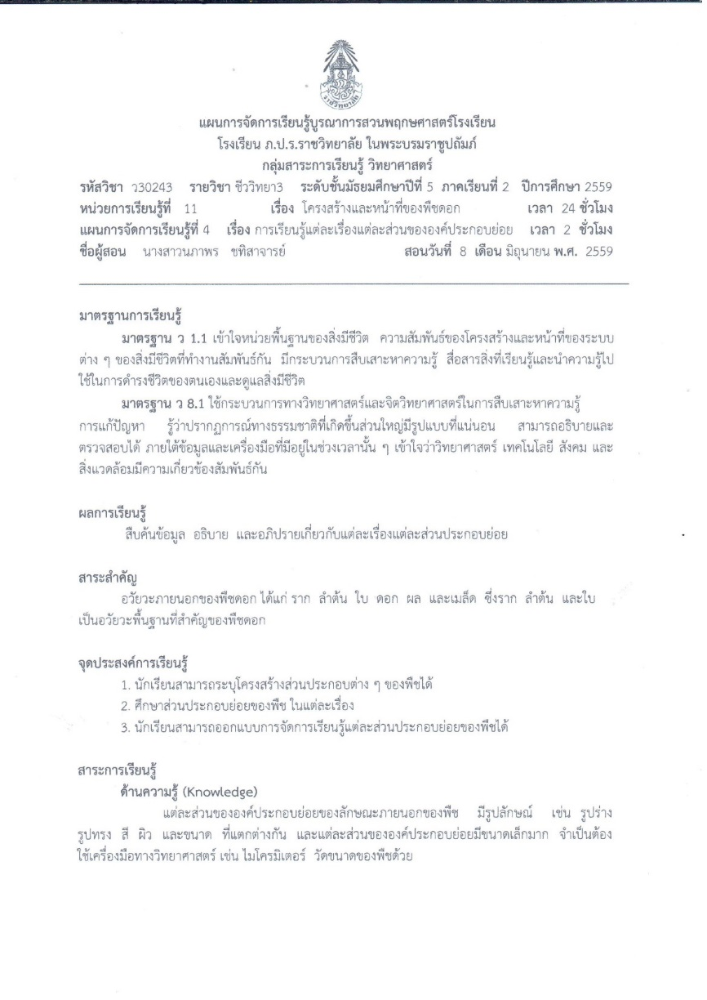 ราชวิทยาลัย
แผนการจัดการเรียนรู้บูรณาการสวนพฤกษศาสตร์โรงเรียน
โรงเรียน ภ.ป.ร.ราชวิทยาลัย ในพระบรมราชูปถัมภ์
กลุ่มสาระการเรียนรู้ วิทยาศาสตร์
รหัสวิชา ว30243 รายวิชา ชีววิทยา3 ระดับชั้นมัธยมศึกษาปีที่ 5 ภาคเรียนที่ 2 ปีการศึกษา 2559
หน่วยการเรียนรู้ที่ 11 เรื่อง โครงสร้างและหน้าที่ของพืชดอก เวลา 24 ชั่วโมง
แผนการจัดการเรียนรู้ที่ 4 เรื่อง การเรียนรู้แต่ละเรื่องแต่ละส่วนขององค์ประกอบย่อย เวลา 2 ชั่วโมง
ชื่อผู้สอน นางสาวนภาพร ชทิสาจารย์ สอนวันที่ 8 เดือน มิถุนายน พ.ศ. 2559
มาตรฐานการเรียนรู้
มาตรฐาน ว 1.1 เข้าใจหน่วยพื้นฐานของสิ่งมีชีวิต ความสัมพันธ์ของโครงสร้างและหน้าที่ของระบบ
ต่าง ๆ ของสิ่งมีชีวิตที่ทำงานสัมพันธ์กัน มีกระบวนการสืบเสาะหาความรู้ สื่อสารสิ่งที่เรียนรู้และนำความรู้ไป
ใช้ในการดำรงชีวิตของตนเองและดูแลสิ่งมีชีวิต
มาตรฐาน ว 8.1 ใช้กระบวนการทางวิทยาศาสตร์และจิตวิทยาศาสตร์ในการสืบเสาะหาความรู้
การแก้ปัญหา รู้ว่าปรากฏการณ์ทางธรรมชาติที่เกิดขึ้นส่วนใหญ่มีรูปแบบที่แน่นอน สามารถอธิบายและ
ตรวจสอบได้ ภายใต้ข้อมูลและเครื่องมือที่มีอยู่ในช่วงเวลานั้น ๆ เข้าใจว่าวิทยาศาสตร์ เทคโนโลยี สังคม และ
สิ่งแวดล้อมมีความเกี่ยวข้องสัมพันธ์กัน
ผลการเรียนรู้
สืบค้นข้อมูล อธิบาย และอภิปรายเกี่ยวกับแต่ละเรื่องแต่ละส่วนประกอบย่อย
สาระสำคัญ
อวัยวะภายนอกของพืชดอก ได้แก่ ราก ลำต้น ใบ ดอก ผล และเมล็ด ซึ่งราก ลำต้น และใบ
เป็นอวัยวะพื้นฐานที่สำคัญของพืชดอก
จุดประสงค์การเรียนรู้
1. นักเรียนสามารถระบุโครงสร้างส่วนประกอบต่าง ๆ ของพืชได้
2. ศึกษาส่วนประกอบย่อยของพืช ในแต่ละเรื่อง
3. นักเรียนสามารถออกแบบการจัดการเรียนรู้แต่ละส่วนประกอบย่อยของพืชได้
สาระการเรียนรู้
ด้านความรู้ (Knowledge)
แต่ละส่วนขององค์ประกอบย่อยของลักษณะภายนอกของพืช มีรูปลักษณ์ เช่น รูปร่าง
รูปทรง สี ผิว และขนาด ที่แตกต่างกัน และแต่ละส่วนขององค์ประกอบย่อยมีขนาดเล็กมาก จำเป็นต้อง
ใช้เครื่องมือทางวิทยาศาสตร์ เช่น ไมโครมิเตอร์ วัดขนาดของพืชด้วย